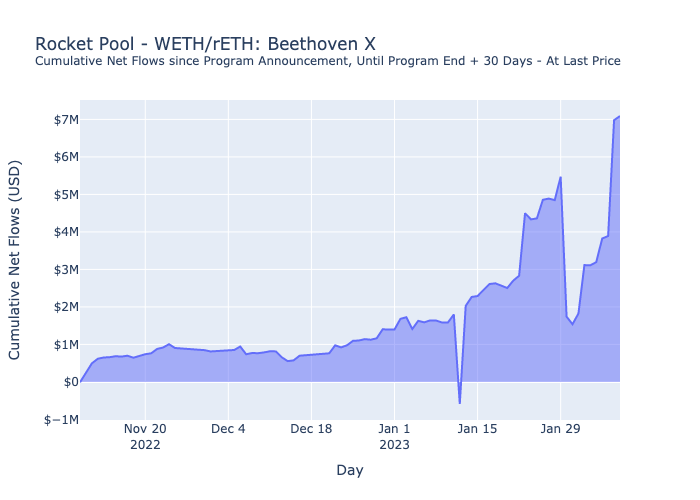 Rocket Pool - WETH/rETH: Beethoven X
Cumulative Net Flows since Program Announcement, Until Program End + 30 Days - At Last Price
Cumulative Net Flows (USD)
$7M
$6M
$5M
$4M
$3M
$2M
$1M
$0
$−1M
Nov 20
2022
Dec 4
Dec 18
Jan 1
2023
Jan 15
Jan 29
Day